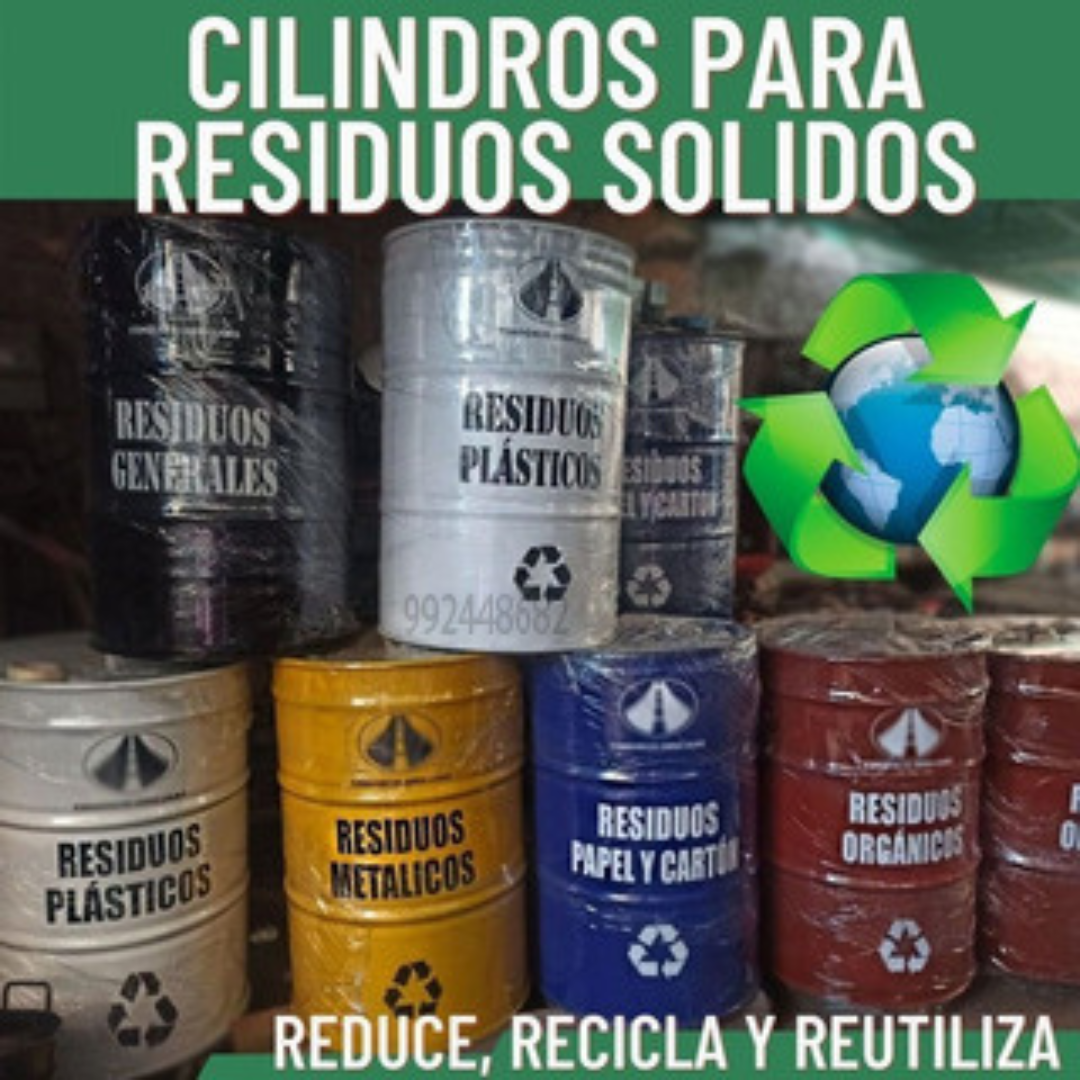 CILINDROS PARA
RESIDUOS SOLIDOS
RESIDUOS
GENERALES
RESIDUOS
PLÁSTICOS
Y CARTON
992448682
RESIDUOS
PLÁSTICOS
RESIDUOS
METALICOS
RESIDUOS
PAPEL Y CARTÓN
RESIDUOS
ORGÁNICOS
REDUCE, RECICLA Y REUTILIZA